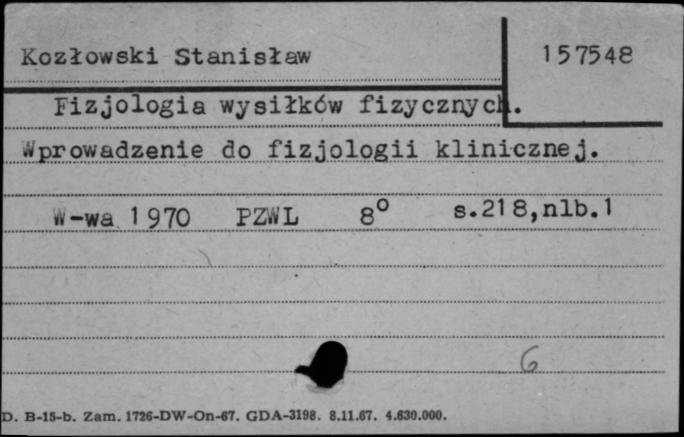 Kozłowski Stanisław
157548
Fizjologia wysiłków fizycznych.
Wprowadzenie do fizjologii klinicznej.
W-wa 1970 PZWL 8° s.218,nlb.1
6
D. B-15-b. Zam. 1726-DW-On-67. GDA-3198. 8.11.67. 4.630.000.